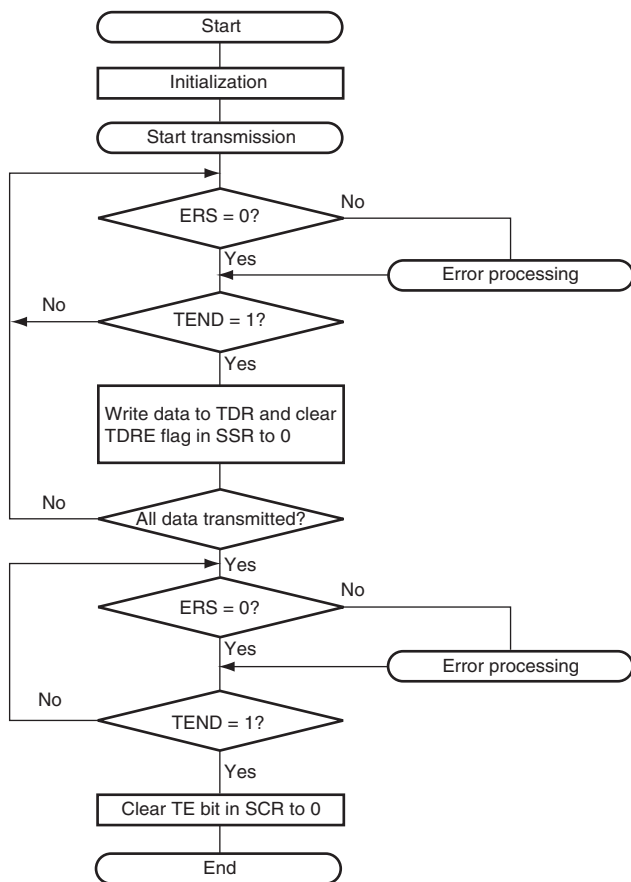 Start
Initialization
Start transmission
ERS = 0?
No
Yes
Error processing
No
TEND = 1?
Yes
Write data to TDR and clear
TDRE flag in SSR to 0
No
All data transmitted?
Yes
ERS = 0?
No
Yes
Error processing
No
TEND = 1?
Yes
Clear TE bit in SCR to 0
End